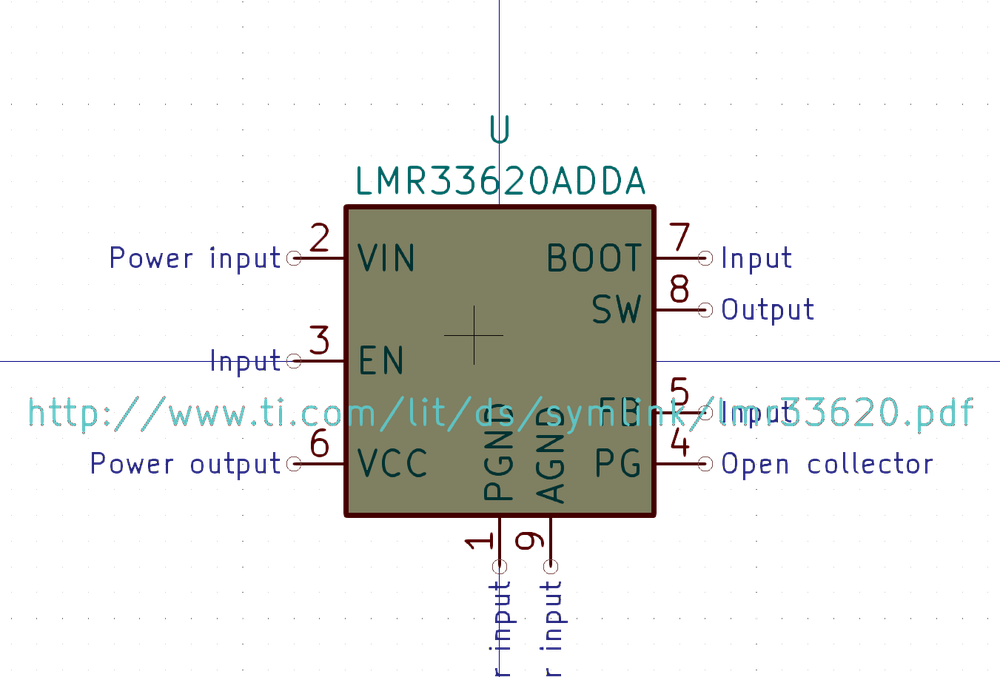 U
LMR33620ADDA
Power input 2 VIN BOOT 7 Input
SW 8 Output
Input 3 EN
http://www.ti.com/lit/ds/symlink/lmr33620.pdf
FB 5 Input
Power output 6 VCC PG 4 Open collector
PGND
AGND
1
9
r input
r input